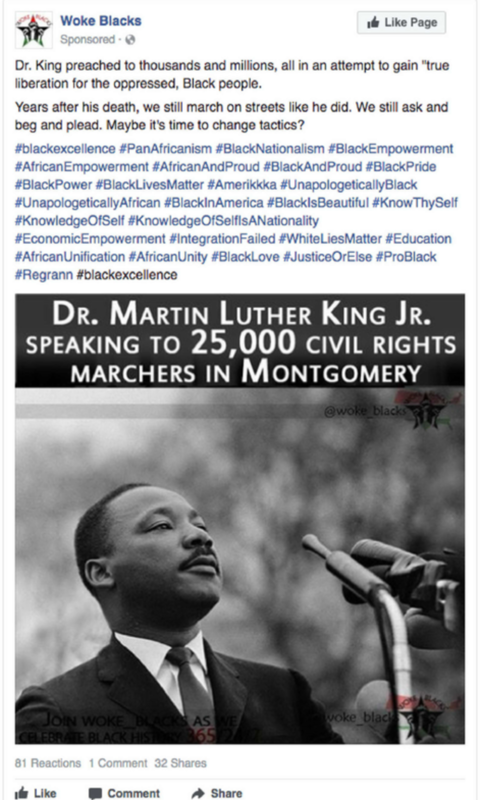 Woke Blacks
Like Page
Sponsored ·
Dr. King preached to thousands and millions, all in an attempt to gain "true
liberation for the oppressed, Black people.
Years after his death, we still march on streets like he did. We still ask and
beg and plead. Maybe it's time to change tactics?
#blackexcellence #PanAfricanism #BlackNationalism #BlackEmpowerment
#AfricanEmpowerment #AfricanAndProud #BlackAndProud #BlackPride
#BlackPower #BlackLivesMatter #Amerikkka #UnapologeticallyBlack
#UnapologeticallyAfrican #BlackInAmerica #BlackIsBeautiful #KnowThySelf
#KnowledgeOfSelf #KnowledgeOfSelfIsANationality
#EconomicEmpowerment #IntegrationFailed #WhiteLiesMatter #Education
#AfricanUnification #AfricanUnity #BlackLove #JusticeOrElse #ProBlack
#Regrann #blackexcellence
DR. MARTIN LUTHER KING JR.
SPEAKING TO 25,000 CIVIL RIGHTS
MARCHERS IN MONTGOMERY
@woke_blacks
JOIN WOKE_BLACKS AS WE
CELEBRATE BLACK HISTORY 365/24/7
81 Reactions 1 Comment 32 Shares
Like Comment Share